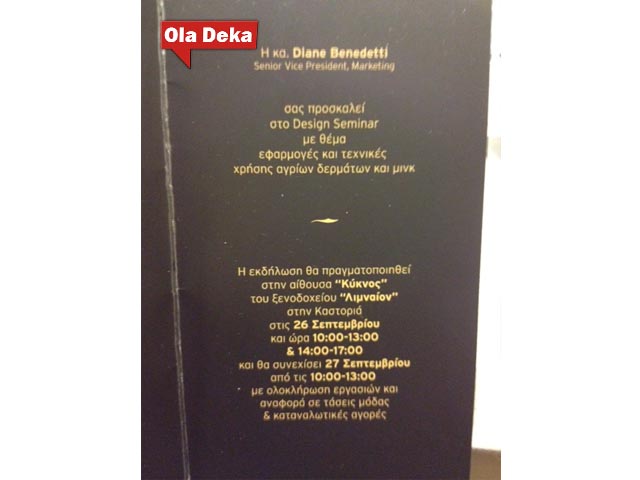 Ola Deka
Η κα. Diane Benedetti
Senior Vice President, Marketing
σας προσκαλεί
στο Design Seminar
με θέμα
εφαρμογές και τεχνικές
χρήσης αγρίων δερμάτων και μινκ
Η εκδήλωση θα πραγματοποιηθεί
στην αίθουσα “Κύκνος”
του ξενοδοχείου “Λιμναίον”
στην Καστοριά
στις 26 Σεπτεμβρίου
και ώρα 10:00-13:00
& 14:00-17:00
και θα συνεχίσει 27 Σεπτεμβρίου
από τις 10:00-13:00
με ολοκλήρωση εργασιών και
αναφορά σε τάσεις μόδας
& καταναλωτικές αγορές